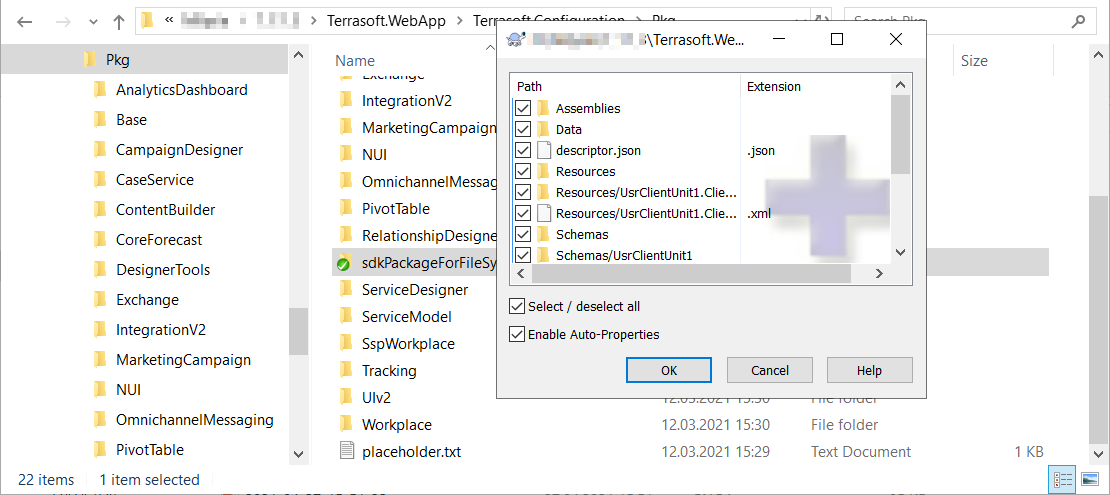 Terrasoft.WebApp
Terrasoft.Configuration
Pkg
Search Pkg
Pkg
AnalyticsDashboard
Base
CampaignDesigner
CaseService
ContentBuilder
CoreForecast
DesignerTools
Exchange
IntegrationV2
MarketingCampaign
NUI
OmnichannelMessaging
PivotTable
Name
Size
Exchange
IntegrationV2
MarketingCampaign
NUI
OmnichannelMessag
PivotTable
RelationshipDesigne
sdkPackageForFileSy
ServiceDesigner
ServiceModel
SspWorkplace
Tracking
UIv2 12.03.2021 15:30 File folder
Workplace 12.03.2021 15:30 File folder
placeholder.txt 12.03.2021 15:29 Text Document 1 KB
\Terrasoft.We...
Path Extension
Assemblies
Data
descriptor.json .json
Resources
Resources/UsrClientUnit1.Clie...
Resources/UsrClientUnit1.Clie... .xml
Schemas
Schemas/UsrClientUnit1
Select / deselect all
Enable Auto-Properties
OK Cancel Help
22 items 1 item selected